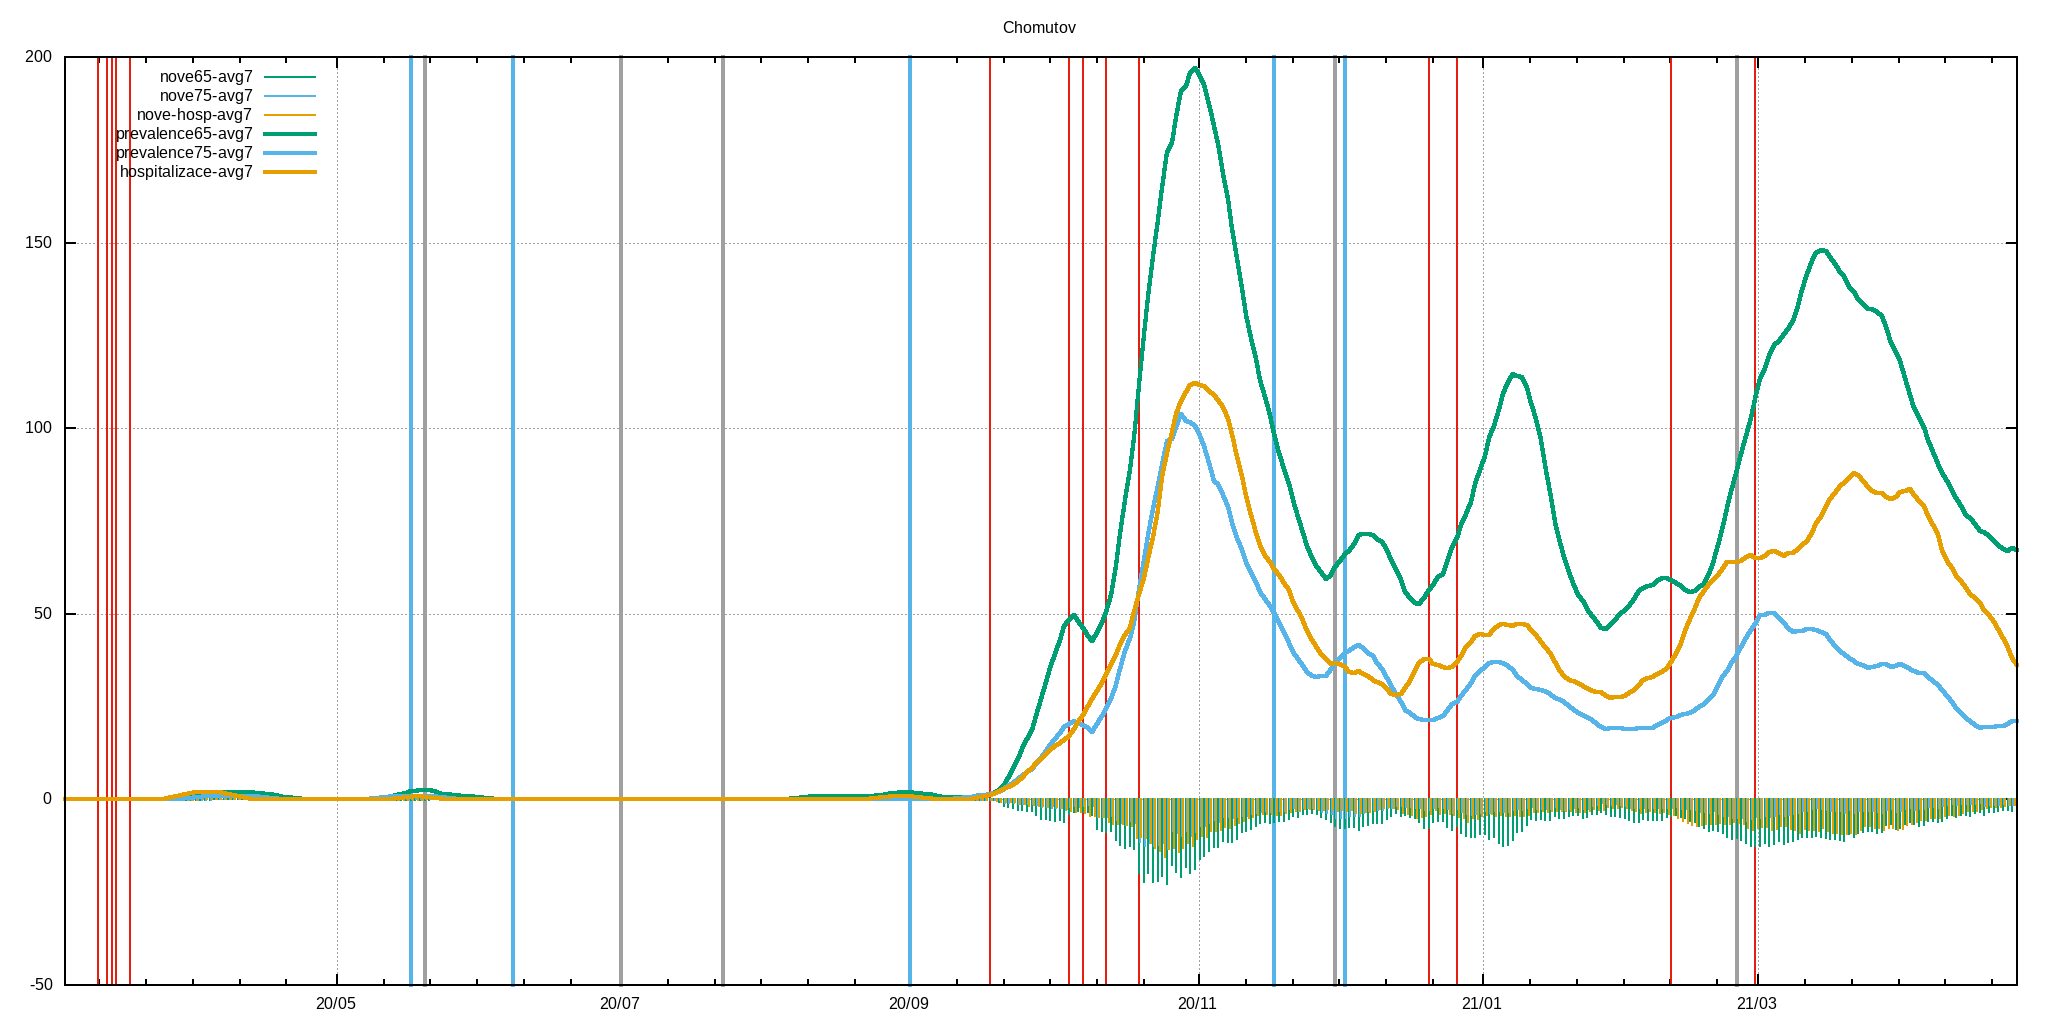 Chomutov
200
150
100
50
0
-50
nove65-avg7
nove75-avg7
nove-hosp-avg7
prevalence65-avg7
prevalence75-avg7
hospitalizace-avg7
20/05
20/07
20/09
20/11
21/01
21/03